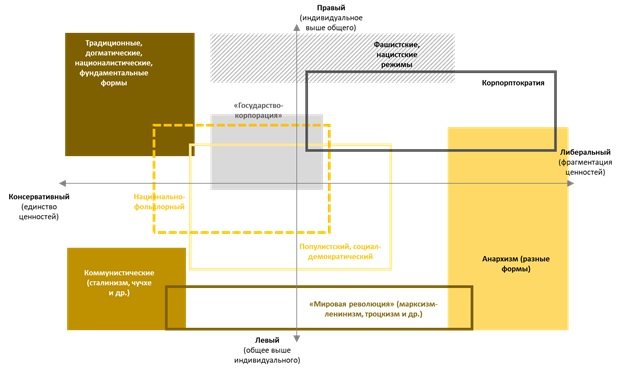 Правый
(индивидуальное
выше общего)
Традиционные,
догматические,
националистические,
фундаментальные
формы
Фашистские,
нацистские
режимы
Корпорптократия
«Государство-
корпорация»
Либеральный
(фрагментация
ценностей)
Консервативный
(единство
ценностей)
Национально-
фольклорный
Популистский, социал-
демократический
Анархизм (разные
формы)
Коммунистические
(сталинизм, чучхе
и др.)
«Мировая революция» (марксизм-
ленинизм, троцкизм и др.)
Левый
(общее выше
индивидуального)